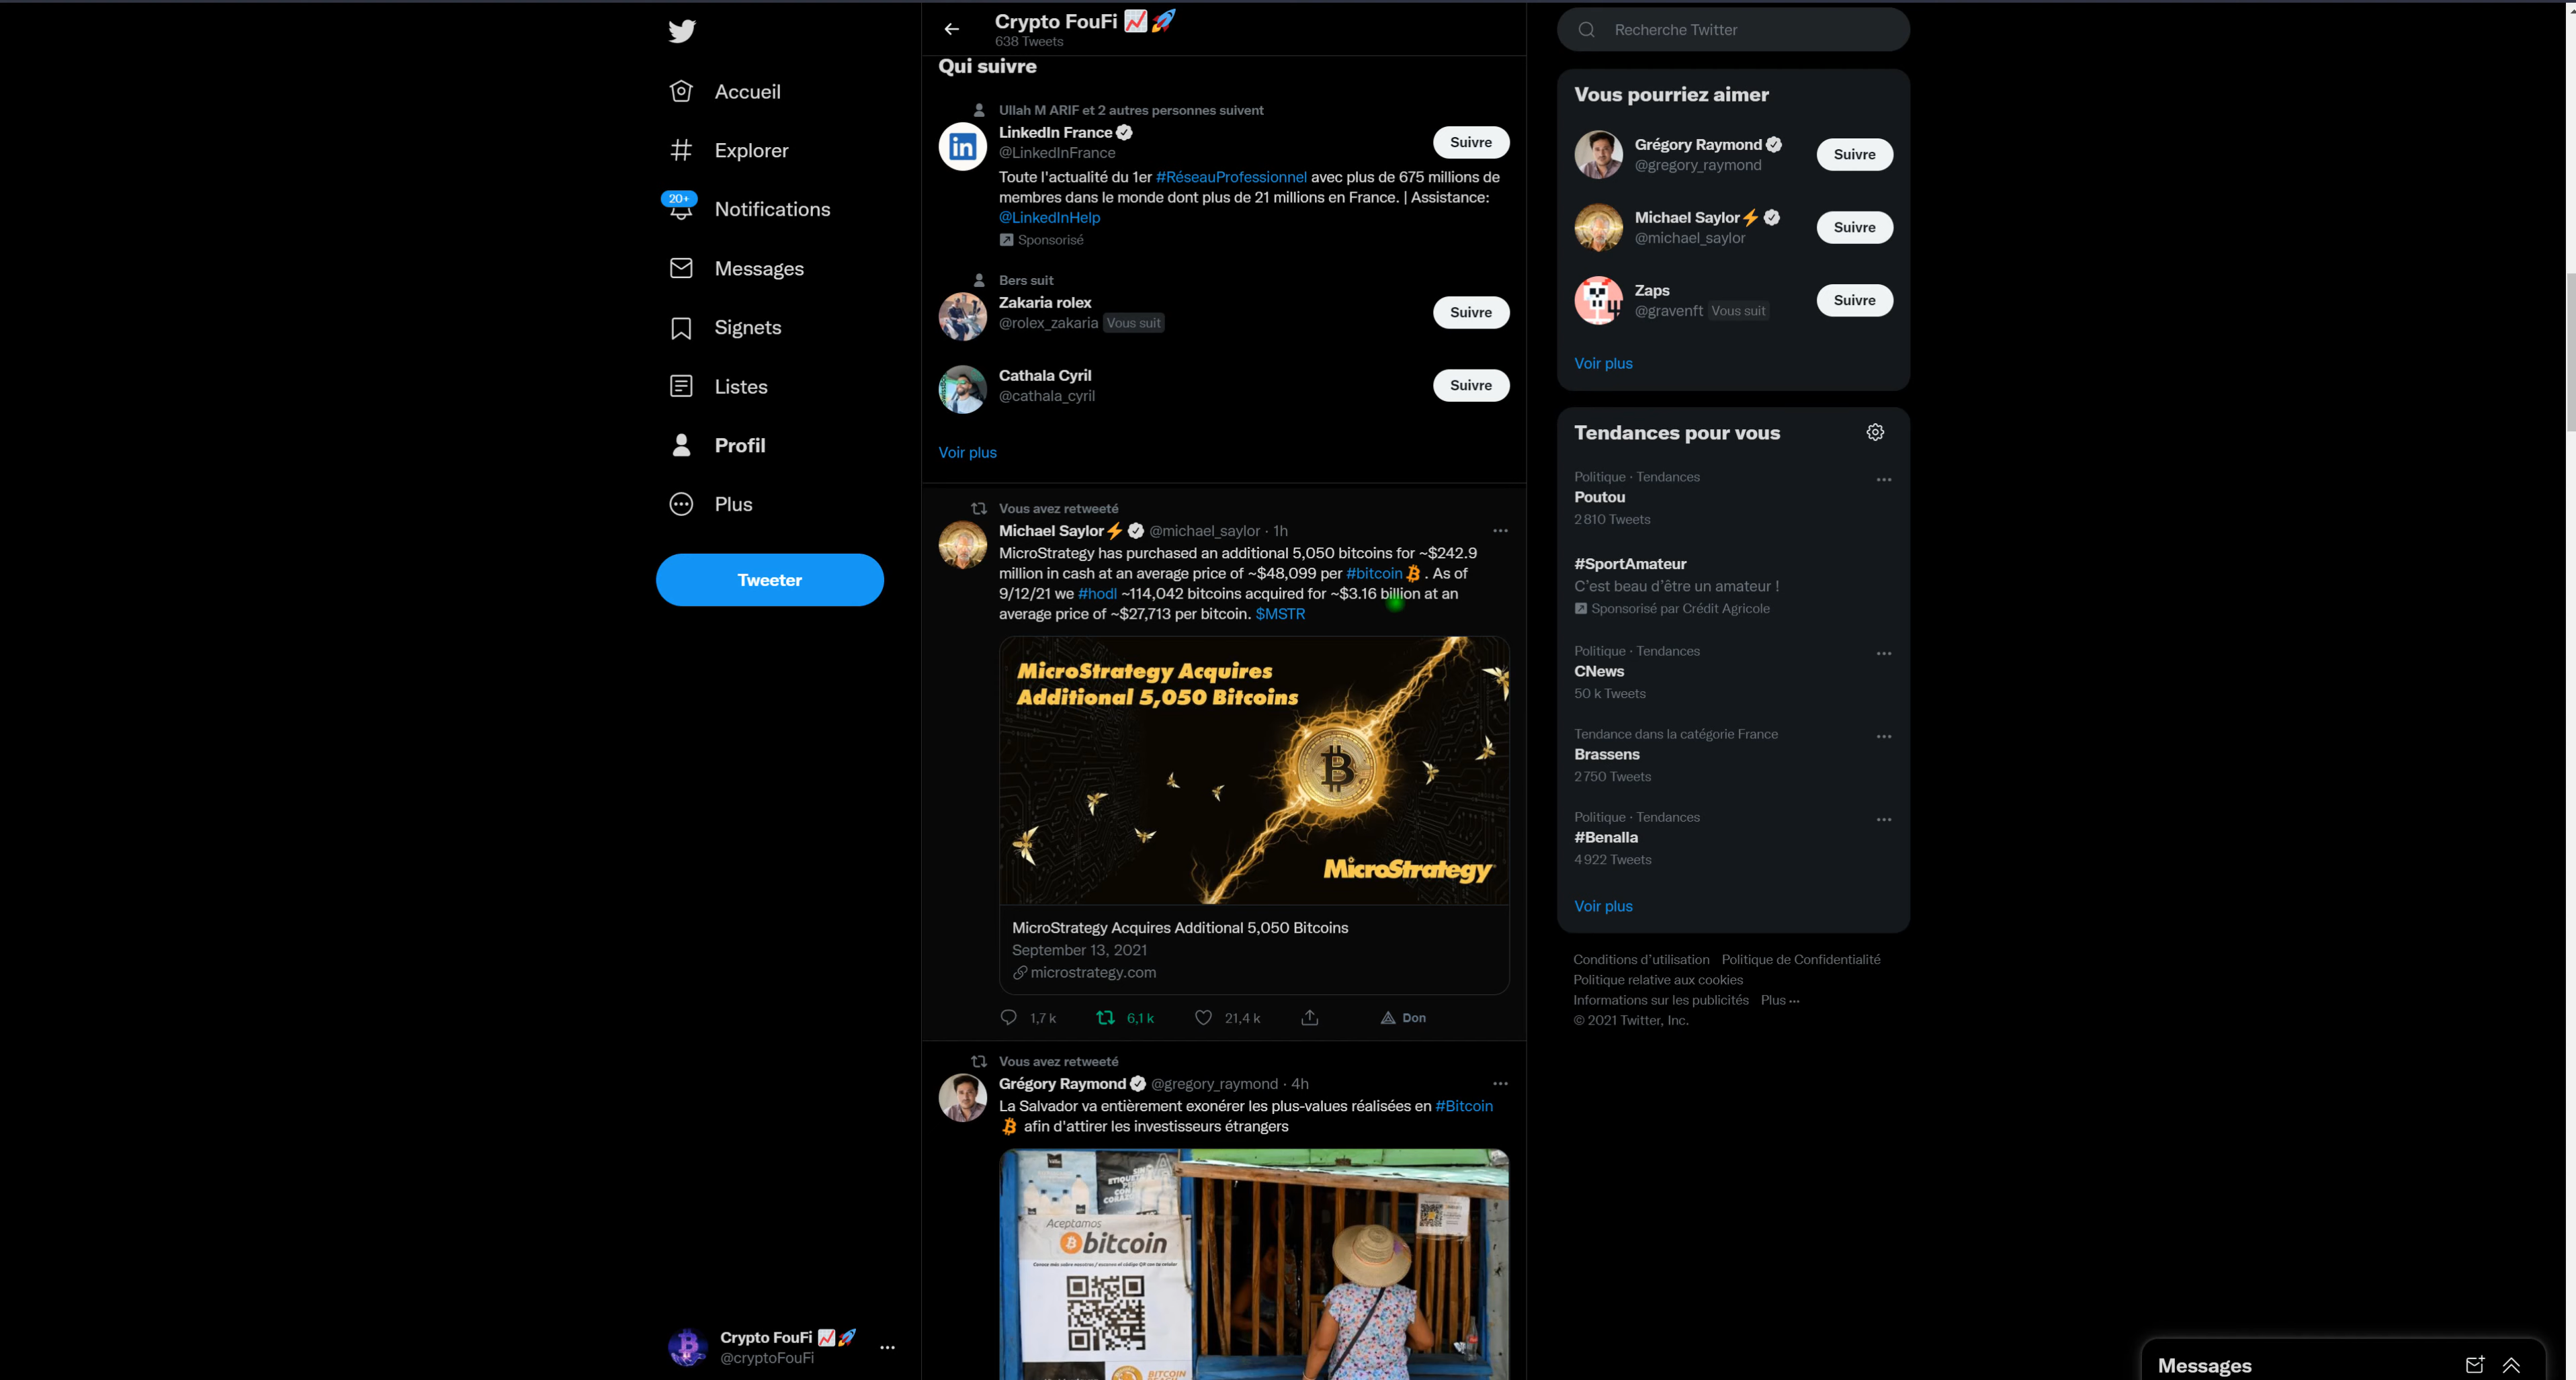 Accueil
Explorer
20+
Notifications
Messages
Signets
Listes
Profil
Plus
Tweeter
Crypto FouFi 📈🚀
@cryptoFouFi
Crypto FouFi 📈🚀
638 Tweets
Qui suivre
Ullah M ARIF et 2 autres personnes suivent
LinkedIn France
@LinkedInFrance
Suivre
Toute l'actualité du 1er #RéseauProfessionnel avec plus de 675 millions de
membres dans le monde dont plus de 21 millions en France. | Assistance:
@LinkedInHelp
Sponsorisé
Bers suit
Zakaria rolex
@rolex_zakaria Vous suit
Suivre
Cathala Cyril
@cathala_cyril
Suivre
Voir plus
Vous avez retweeté
Michael Saylor⚡ @michael_saylor · 1h
MicroStrategy has purchased an additional 5,050 bitcoins for ~$242.9
million in cash at an average price of ~$48,099 per #bitcoin . As of
9/12/21 we #hodl ~114,042 bitcoins acquired for ~$3.16 billion at an
average price of ~$27,713 per bitcoin. $MSTR
MicroStrategy Acquires
Additional 5,050 Bitcoins
MicroStrategy
MicroStrategy Acquires Additional 5,050 Bitcoins
September 13, 2021
microstrategy.com
1,7 k 6,1 k 21,4 k Don
Vous avez retweeté
Grégory Raymond @gregory_raymond · 4h
La Salvador va entièrement exonérer les plus-values réalisées en #Bitcoin
afin d'attirer les investisseurs étrangers
Aceptamos
bitcoin
BITCOIN
Recherche Twitter
Vous pourriez aimer
Grégory Raymond
@gregory_raymond
Suivre
Michael Saylor⚡
@michael_saylor
Suivre
Zaps
@gravenft Vous suit
Suivre
Voir plus
Tendances pour vous
Politique · Tendances
Poutou
2 810 Tweets
#SportAmateur
C'est beau d'être un amateur !
Sponsorisé par Crédit Agricole
Politique · Tendances
CNews
50 k Tweets
Tendance dans la catégorie France
Brassens
2 750 Tweets
Politique · Tendances
#Benalla
4 922 Tweets
Voir plus
Conditions d'utilisation Politique de Confidentialité
Politique relative aux cookies
Informations sur les publicités Plus ···
© 2021 Twitter, Inc.
Messages